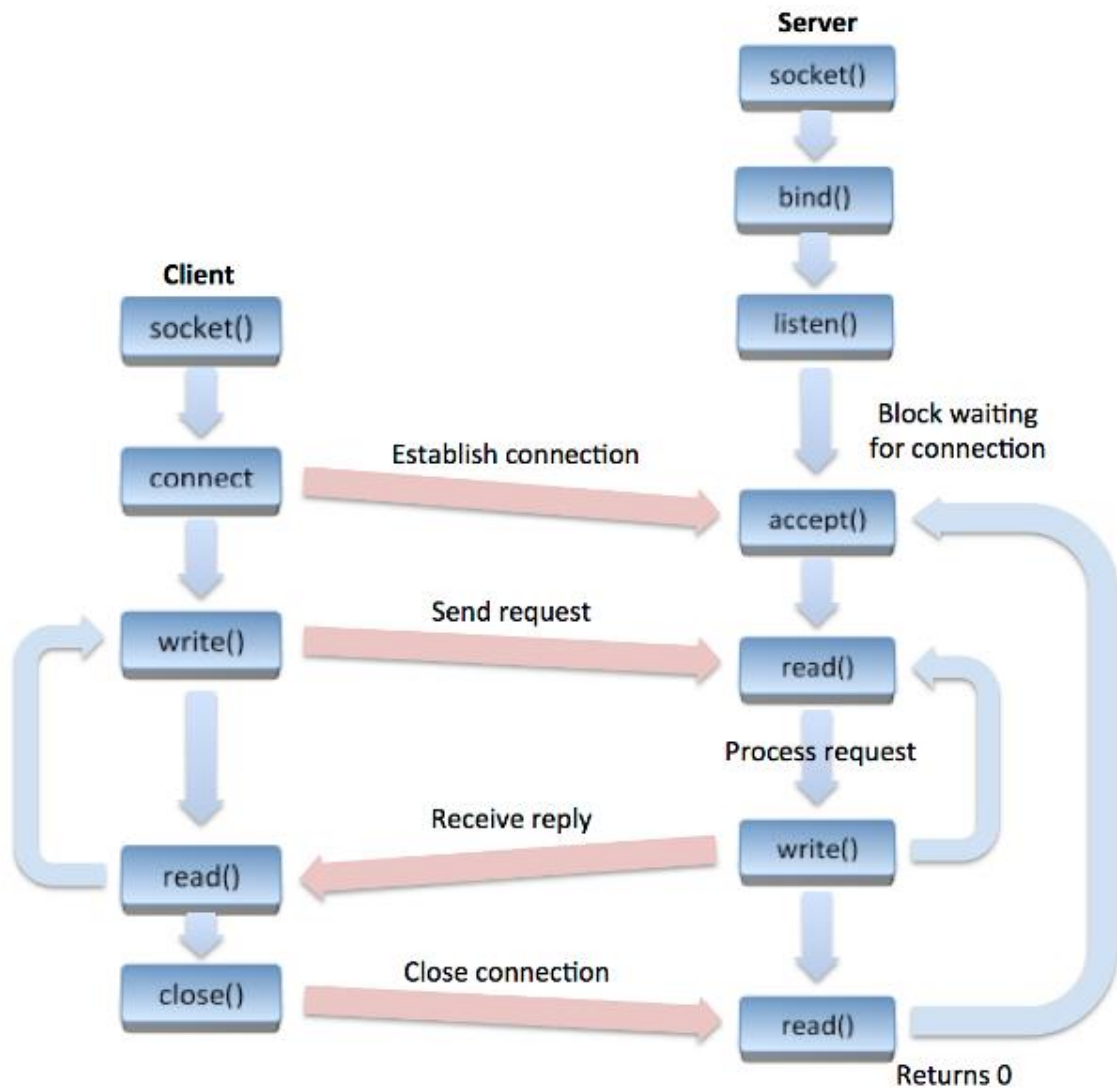 Server
socket()
bind()
Client
socket()
listen()
Block waiting
for connection
Establish connection
connect
accept()
Send request
write()
read()
Process request
Receive reply
write()
read()
Close connection
close()
read()
Returns 0